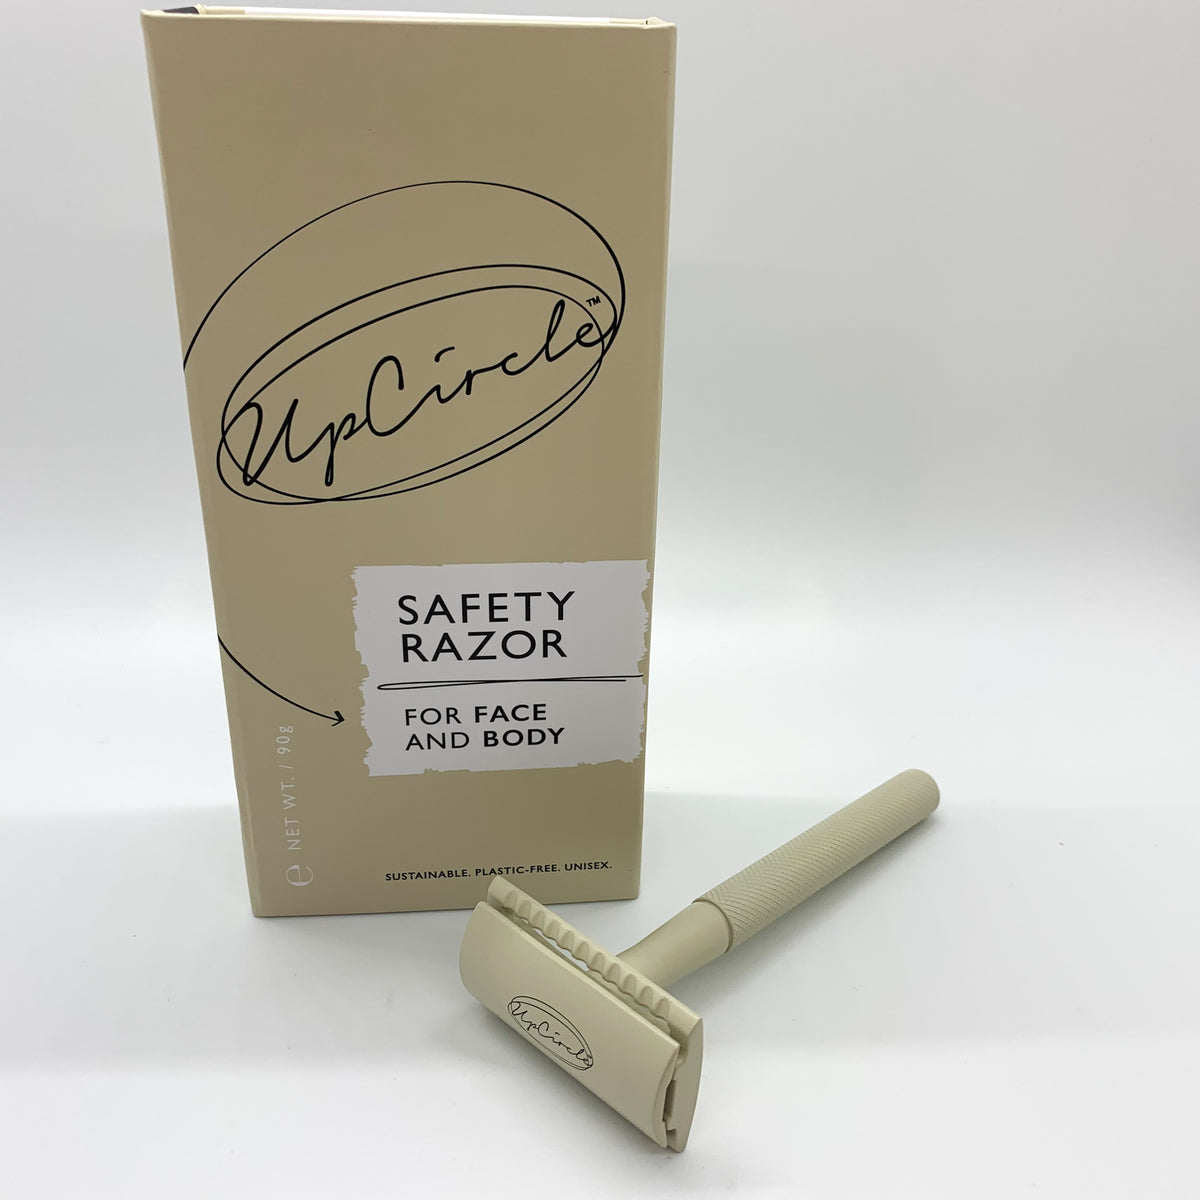 UpCircle™
SAFETY
RAZOR
FOR FACE
AND BODY
e NET WT. / 90g
SUSTAINABLE. PLASTIC-FREE. UNISEX.
UpCircle